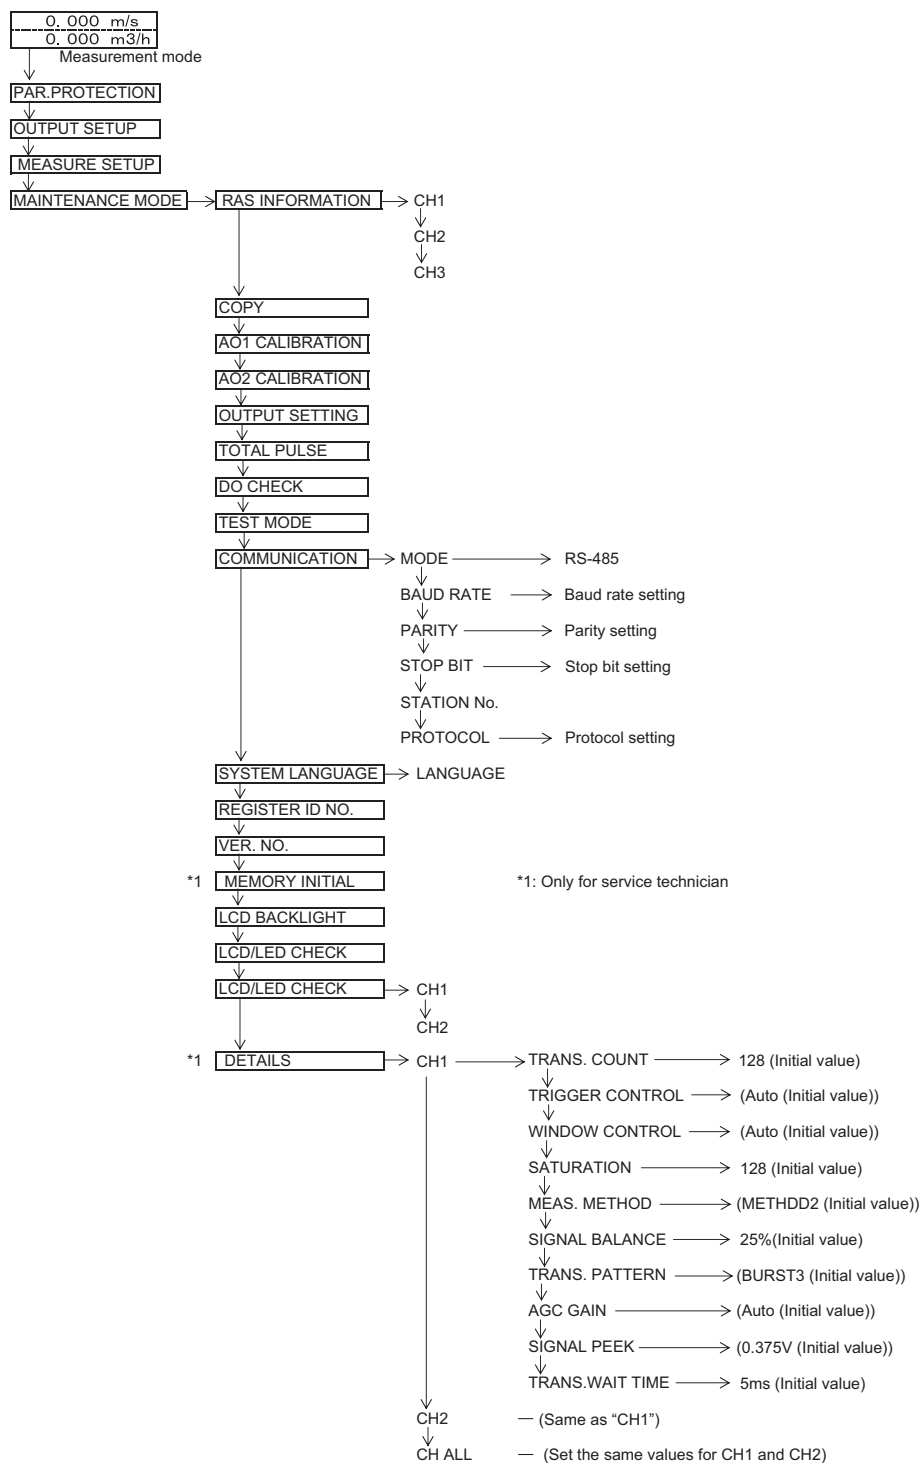 0. 000 m/s
0. 000 m3/h
Measurement mode
PAR.PROTECTION
OUTPUT SETUP
MEASURE SETUP
MAINTENANCE MODE RAS INFORMATION CH1
CH2
CH3
COPY
AO1 CALIBRATION
AO2 CALIBRATION
OUTPUT SETTING
TOTAL PULSE
DO CHECK
TEST MODE
COMMUNICATION MODE RS-485
BAUD RATE Baud rate setting
PARITY Parity setting
STOP BIT Stop bit setting
STATION No.
PROTOCOL Protocol setting
SYSTEM LANGUAGE LANGUAGE
REGISTER ID NO.
VER. NO.
*1 MEMORY INITIAL *1: Only for service technician
LCD BACKLIGHT
LCD/LED CHECK
LCD/LED CHECK CH1
CH2
*1 DETAILS CH1 TRANS. COUNT 128 (Initial value)
TRIGGER CONTROL (Auto (Initial value))
WINDOW CONTROL (Auto (Initial value))
SATURATION 128 (Initial value)
MEAS. METHOD (METHDD2 (Initial value))
SIGNAL BALANCE 25%(Initial value)
TRANS. PATTERN (BURST3 (Initial value))
AGC GAIN (Auto (Initial value))
SIGNAL PEEK (0.375V (Initial value))
TRANS.WAIT TIME 5ms (Initial value)
CH2 — (Same as “CH1”)
CH ALL — (Set the same values for CH1 and CH2)